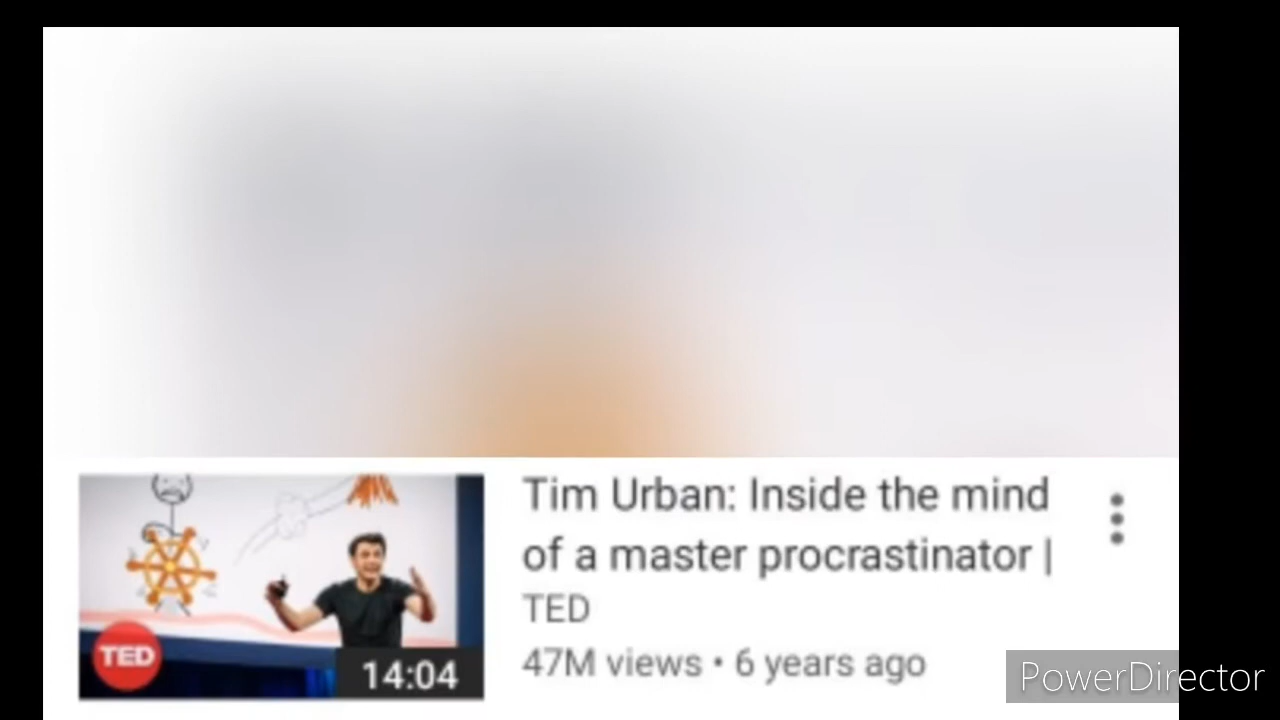 Tim Urban: Inside the mind
of a master procrastinator |
TED
47M views • 6 years ago
TED
14:04
PowerDirector